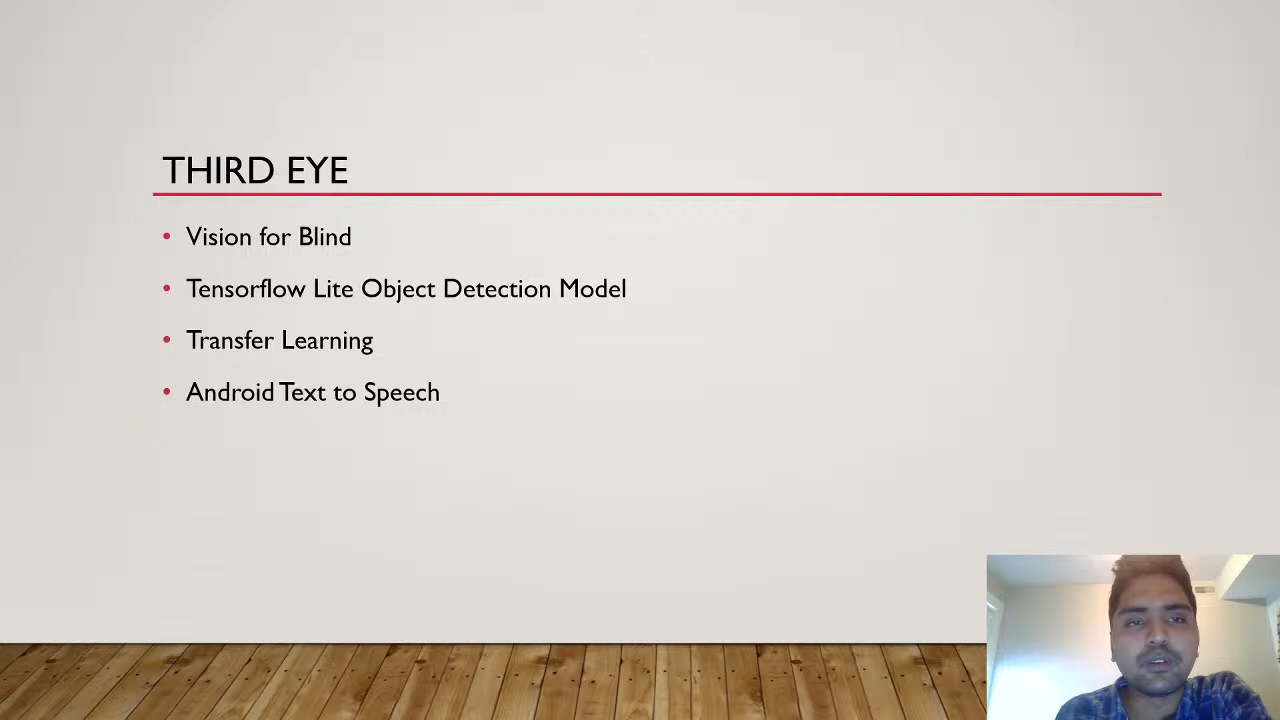 THIRD EYE
• Vision for Blind
• Tensorflow Lite Object Detection Model
• Transfer Learning
• Android Text to Speech